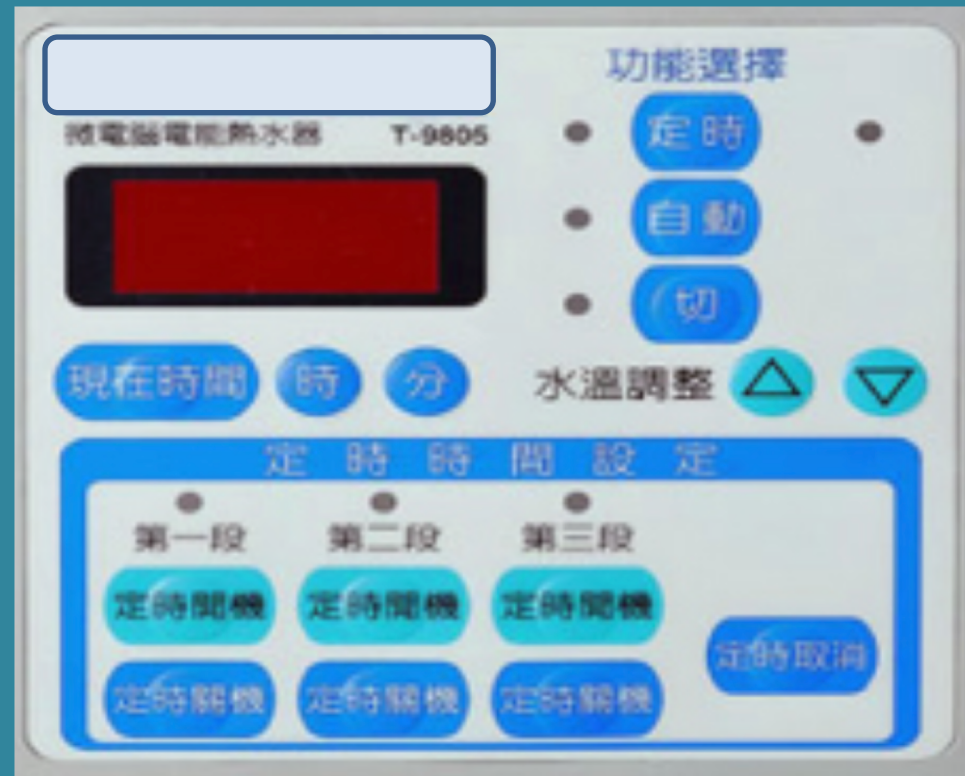 功能選擇
微電腦電能熱水器 T-9805
定時
自動
切
現在時間 時 分 水溫調整
定時時間設定
第一段 第二段 第三段
定時開機 定時開機 定時開機
定時取消
定時關機 定時關機 定時關機